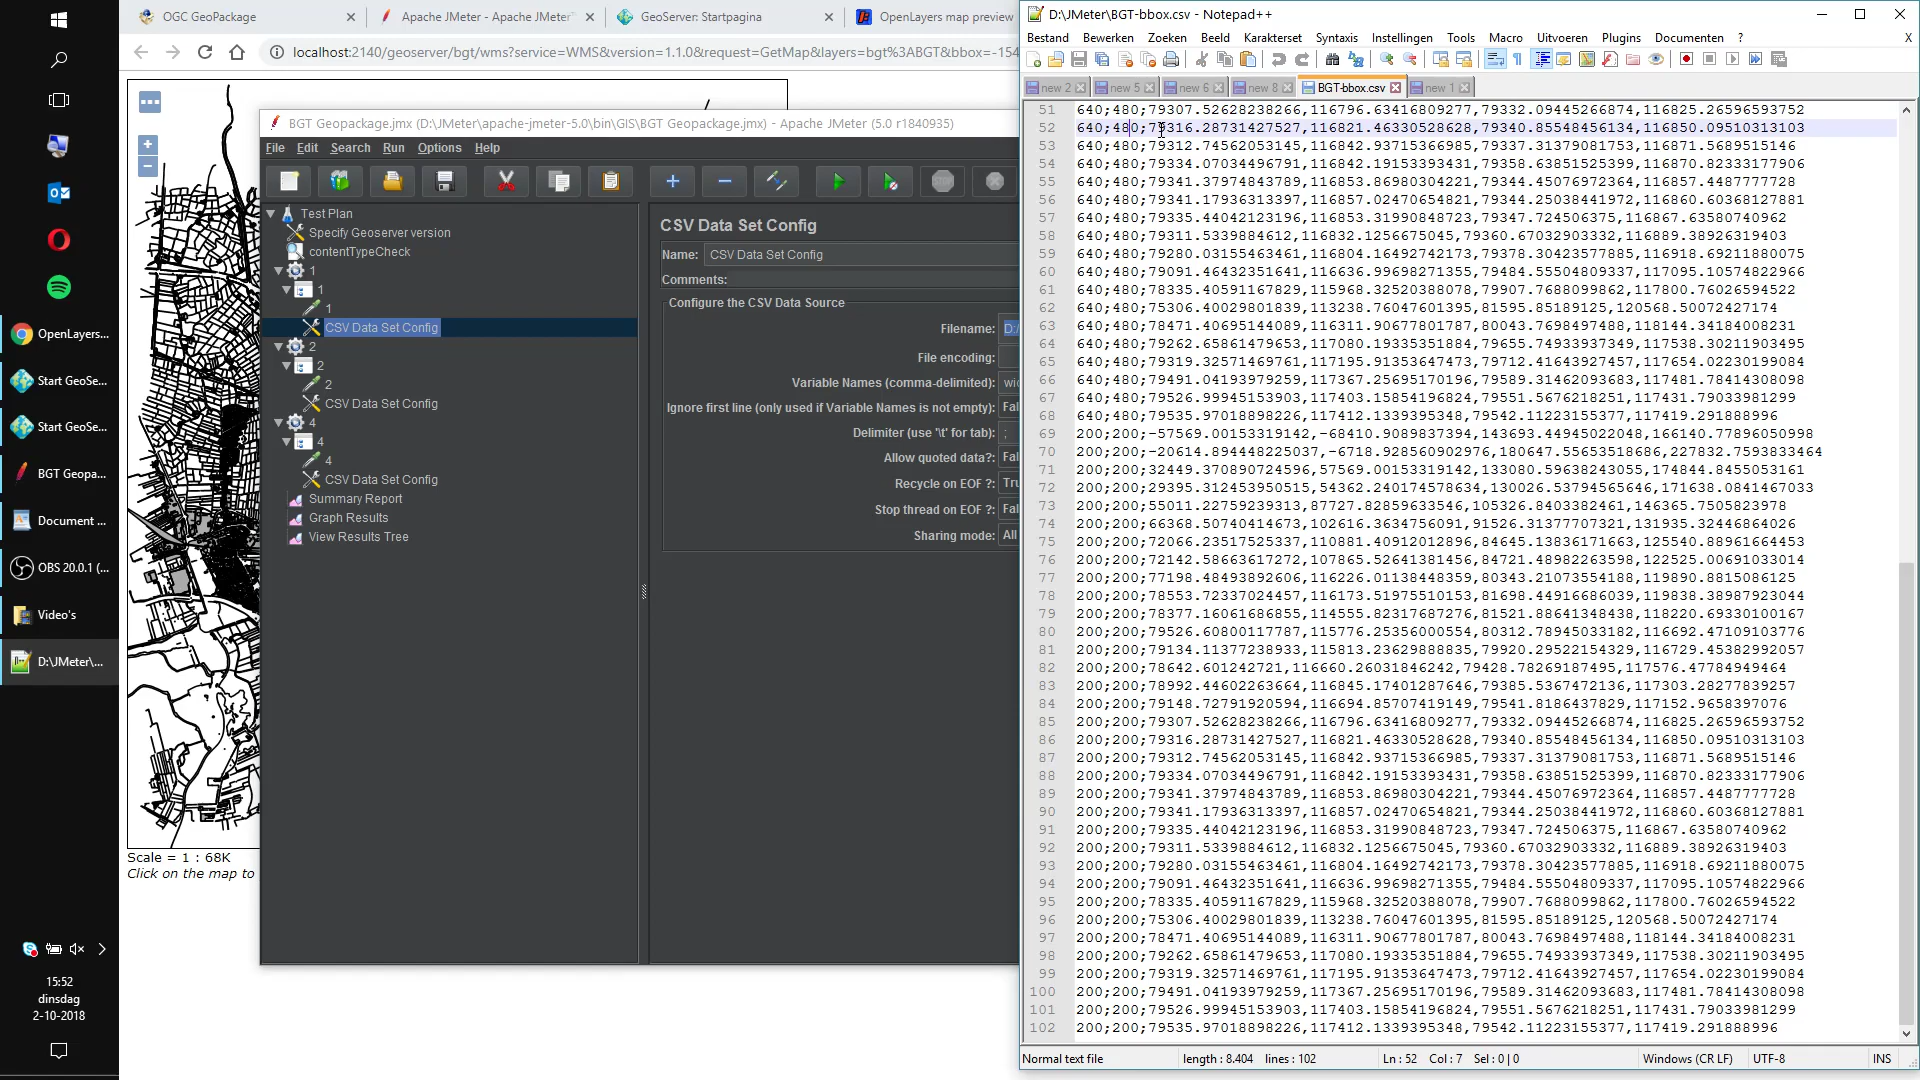 OGC GeoPackage
Apache JMeter - Apache JMeter
GeoServer: Startpagina
OpenLayers map preview
localhost:2140/geoserver/bgt/wms?service=WMS&version=1.1.0&request=GetMap&layers=bgt%3ABGT&bbox=-154
Scale = 1 : 68K
Click on the map to
OpenLayers...
Start GeoSe...
Start GeoSe...
BGT Geopa...
Document ...
OBS 20.0.1 (...
Video's
D:\JMeter\...
15:52
dinsdag
2-10-2018
BGT Geopackage.jmx (D:\JMeter\apache-jmeter-5.0\bin\GIS\BGT Geopackage.jmx) - Apache JMeter (5.0 r1840935)
File Edit Search Run Options Help
Test Plan
Specify Geoserver version
contentTypeCheck
1
1
1
CSV Data Set Config
2
2
2
CSV Data Set Config
4
4
4
CSV Data Set Config
Summary Report
Graph Results
View Results Tree
CSV Data Set Config
Name: CSV Data Set Config
Comments:
Configure the CSV Data Source
Filename: D:/
File encoding:
Variable Names (comma-delimited): wi
Ignore first line (only used if Variable Names is not empty): Fal
Delimiter (use '\t' for tab): ;
Allow quoted data?: Fal
Recycle on EOF ?: Tru
Stop thread on EOF ?: Fal
Sharing mode: All
D:\JMeter\BGT-bbox.csv - Notepad++
Bestand Bewerken Zoeken Beeld Karakterset Syntaxis Instellingen Tools Macro Uitvoeren Plugins Documenten ? X
new 2 new 5 new 6 new 8 BGT-bbox.csv new 1
51 640;480;79307.52628238266,116796.63416809277,79332.09445266874,116825.26596593752
52 640;480;79316.28731427527,116821.46330528628,79340.85548456134,116850.09510313103
53 640;480;79312.74562053145,116842.93715366985,79337.31379081753,116871.5689515146
54 640;480;79334.07034496791,116842.19153393431,79358.63851525399,116870.82333177906
55 640;480;79341.37974843789,116853.86980304221,79344.45076972364,116857.4487777728
56 640;480;79341.17936313397,116857.02470654821,79344.25038441972,116860.60368127881
57 640;480;79335.44042123196,116853.31990848723,79347.724506375,116867.63580740962
58 640;480;79311.5339884612,116832.1256675045,79360.67032903332,116889.38926319403
59 640;480;79280.03155463461,116804.16492742173,79378.30423577885,116918.69211880075
60 640;480;79091.46432351641,116636.99698271355,79484.55504809337,117095.10574822966
61 640;480;78335.40591167829,115968.32520388078,79907.7688099862,117800.76026594522
62 640;480;75306.40029801839,113238.76047601395,81595.85189125,120568.50072427174
63 640;480;78471.40695144089,116311.90677801787,80043.7698497488,118144.34184008231
64 640;480;79262.65861479653,117080.19335351884,79655.74933937349,117538.30211903495
65 640;480;79319.32571469761,117195.91353647473,79712.41643927457,117654.02230199084
66 640;480;79491.04193979259,117367.25695170196,79589.31462093683,117481.78414308098
67 640;480;79526.99945153903,117403.15854196824,79551.5676218251,117431.79033981299
68 640;480;79535.97018898226,117412.1339395348,79542.11223155377,117419.291888996
69 200;200;-57569.00153319142,-68410.9089837394,143693.44945022048,166140.77896050998
70 200;200;-20614.894448225037,-6718.928560902976,180647.55653518686,227832.7593833464
71 200;200;32449.370890724596,57569.00153319142,133080.59638243055,174844.8455053161
72 200;200;29395.312453950515,54362.240174578634,130026.53794565646,171638.0841467033
73 200;200;55011.22759239313,87727.82859633546,105326.8403382461,146365.7505823978
74 200;200;66368.50740414673,102616.3634756091,91526.31377707321,131935.32446864026
75 200;200;72066.23517525337,110881.40912012896,84645.13836171663,125540.88961664453
76 200;200;72142.58663617272,107865.52641381456,84721.48982263598,122525.00691033014
77 200;200;77198.48493892606,116226.01138448359,80343.21073554188,119890.8815086125
78 200;200;78553.72337024457,116173.51975510153,81698.44916686039,119838.38987923044
79 200;200;78377.16061686855,114555.82317687276,81521.88641348438,118220.69330100167
80 200;200;79526.60800117787,115776.25356000554,80312.78945033182,116692.47109103776
81 200;200;79134.11377238933,115813.23629888835,79920.29522154329,116729.45382992057
82 200;200;78642.601242721,116660.26031846242,79428.78269187495,117576.47784949464
83 200;200;78992.44602263664,116845.17401287646,79385.5367472136,117303.28277839257
84 200;200;79148.72791920594,116694.85707419149,79541.8186437829,117152.9658397076
85 200;200;79307.52628238266,116796.63416809277,79332.09445266874,116825.26596593752
86 200;200;79316.28731427527,116821.46330528628,79340.85548456134,116850.09510313103
87 200;200;79312.74562053145,116842.93715366985,79337.31379081753,116871.5689515146
88 200;200;79334.07034496791,116842.19153393431,79358.63851525399,116870.82333177906
89 200;200;79341.37974843789,116853.86980304221,79344.45076972364,116857.4487777728
90 200;200;79341.17936313397,116857.02470654821,79344.25038441972,116860.60368127881
91 200;200;79335.44042123196,116853.31990848723,79347.724506375,116867.63580740962
92 200;200;79311.5339884612,116832.1256675045,79360.67032903332,116889.38926319403
93 200;200;79280.03155463461,116804.16492742173,79378.30423577885,116918.69211880075
94 200;200;79091.46432351641,116636.99698271355,79484.55504809337,117095.10574822966
95 200;200;78335.40591167829,115968.32520388078,79907.7688099862,117800.76026594522
96 200;200;75306.40029801839,113238.76047601395,81595.85189125,120568.50072427174
97 200;200;78471.40695144089,116311.90677801787,80043.7698497488,118144.34184008231
98 200;200;79262.65861479653,117080.19335351884,79655.74933937349,117538.30211903495
99 200;200;79319.32571469761,117195.91353647473,79712.41643927457,117654.02230199084
100 200;200;79491.04193979259,117367.25695170196,79589.31462093683,117481.78414308098
101 200;200;79526.99945153903,117403.15854196824,79551.5676218251,117431.79033981299
102 200;200;79535.97018898226,117412.1339395348,79542.11223155377,117419.291888996
Normal text file length : 8.404 lines : 102 Ln : 52 Col : 7 Sel : 0 | 0 Windows (CR LF) UTF-8 INS